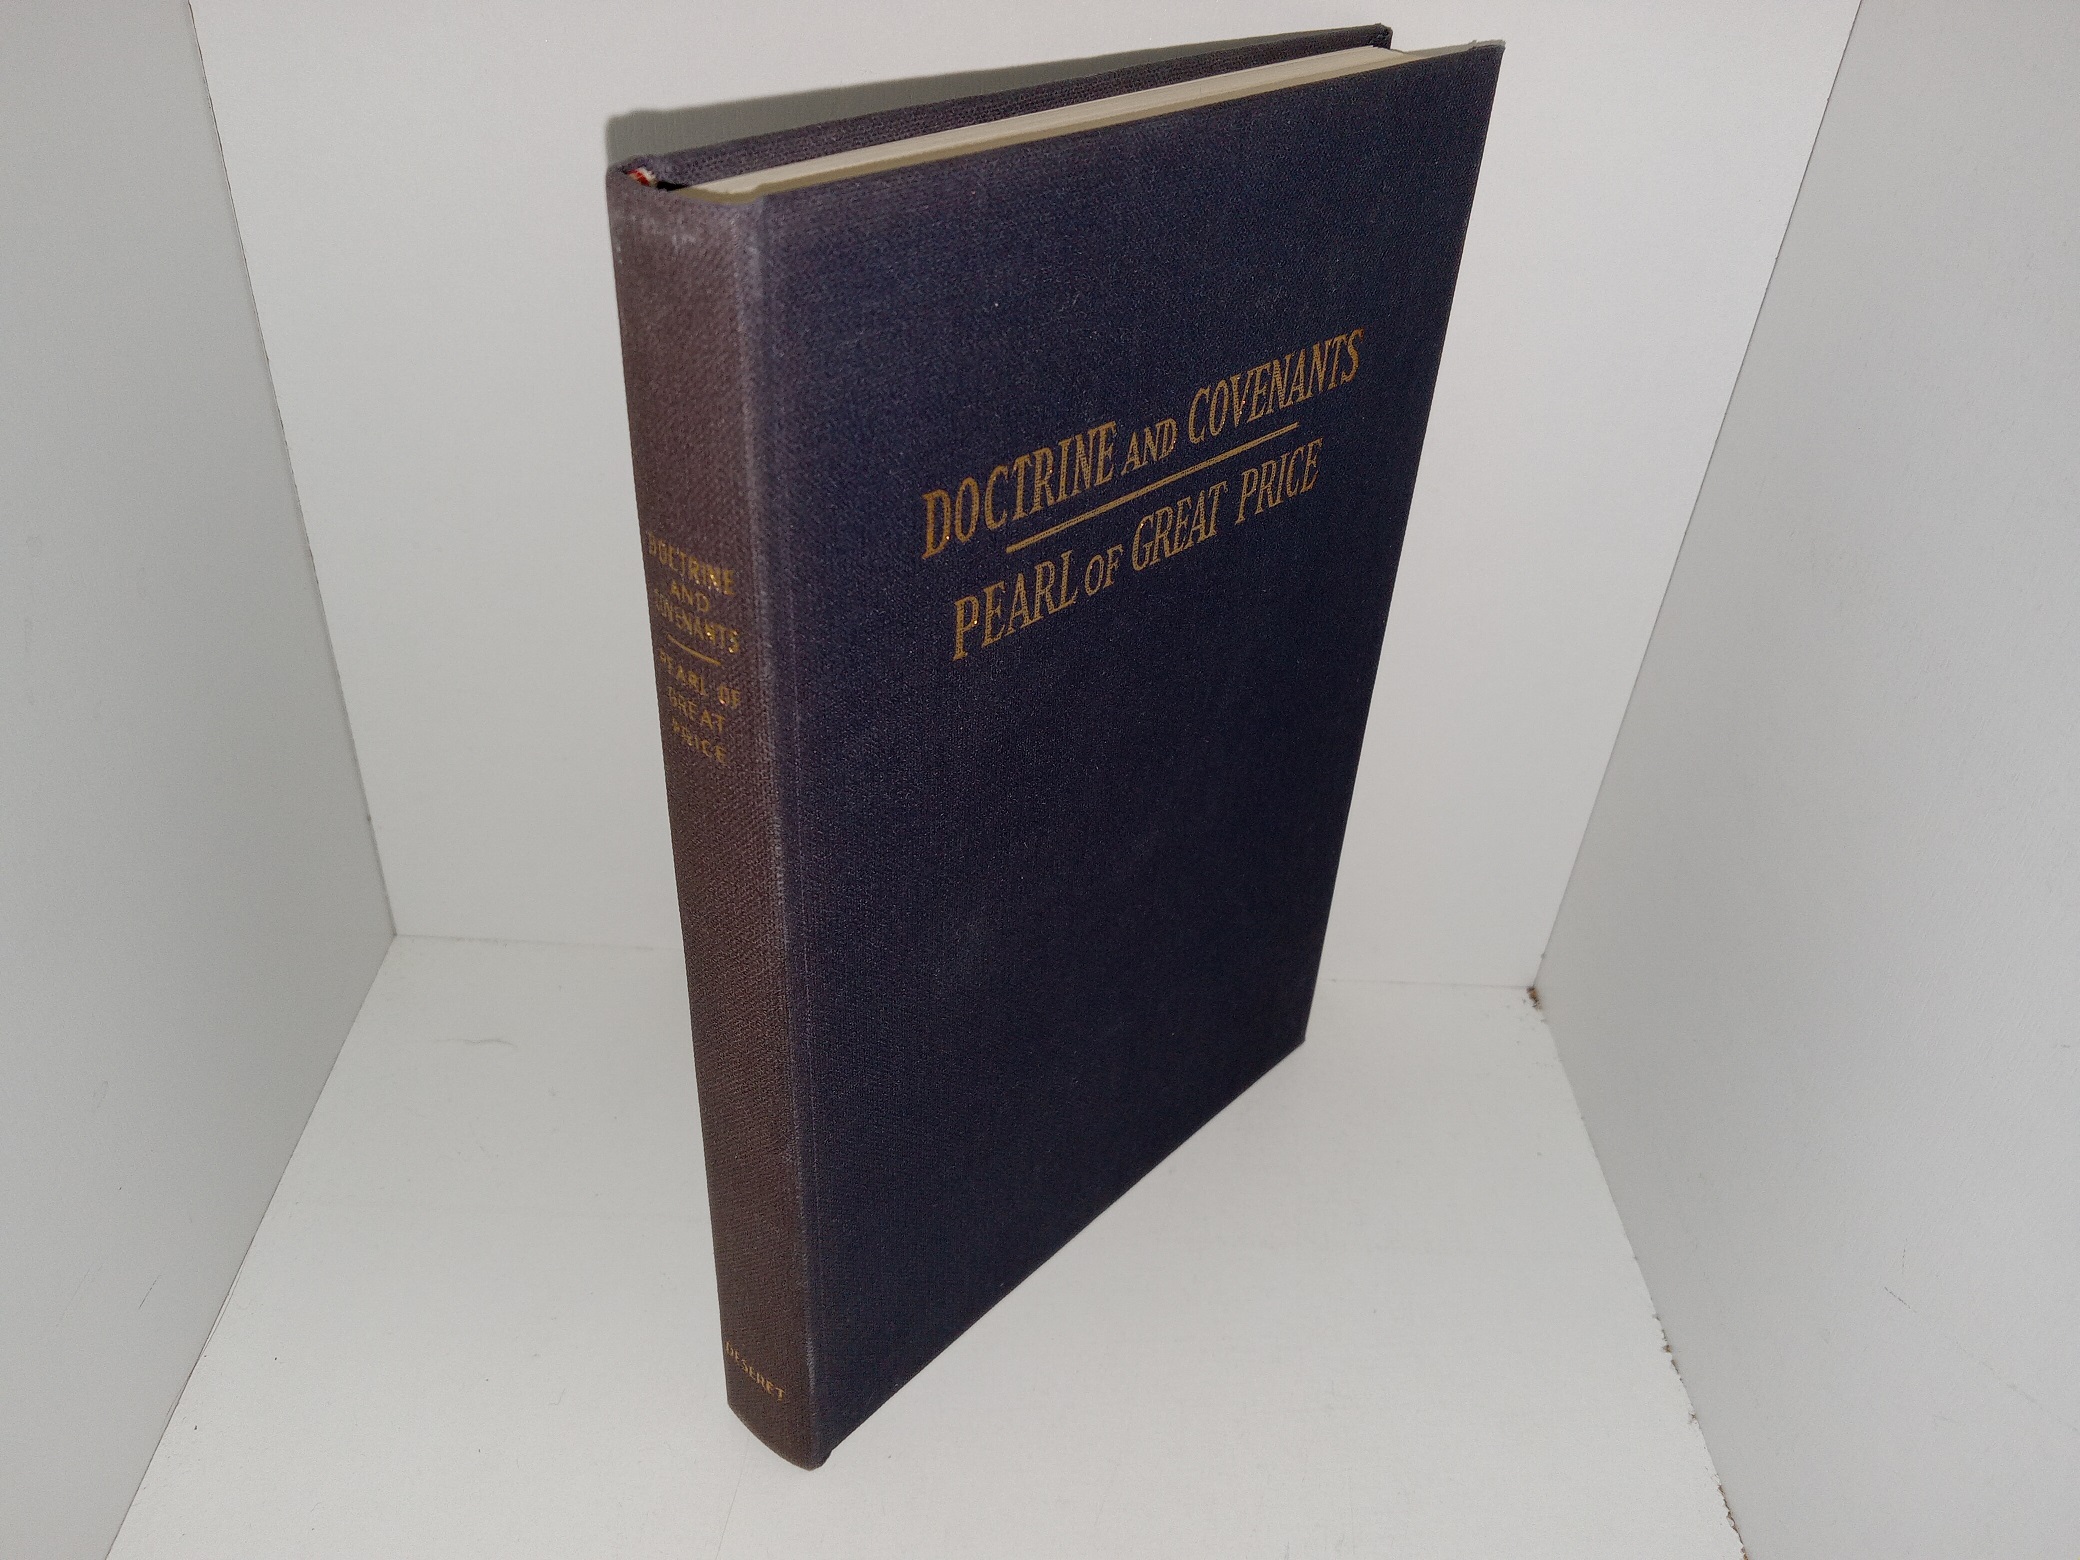 DOCTRINE AND COVENANTS
PEARL OF GREAT PRICE
DOCTRINE
AND
COVENANTS
PEARL OF
GREAT
PRICE
DESERET